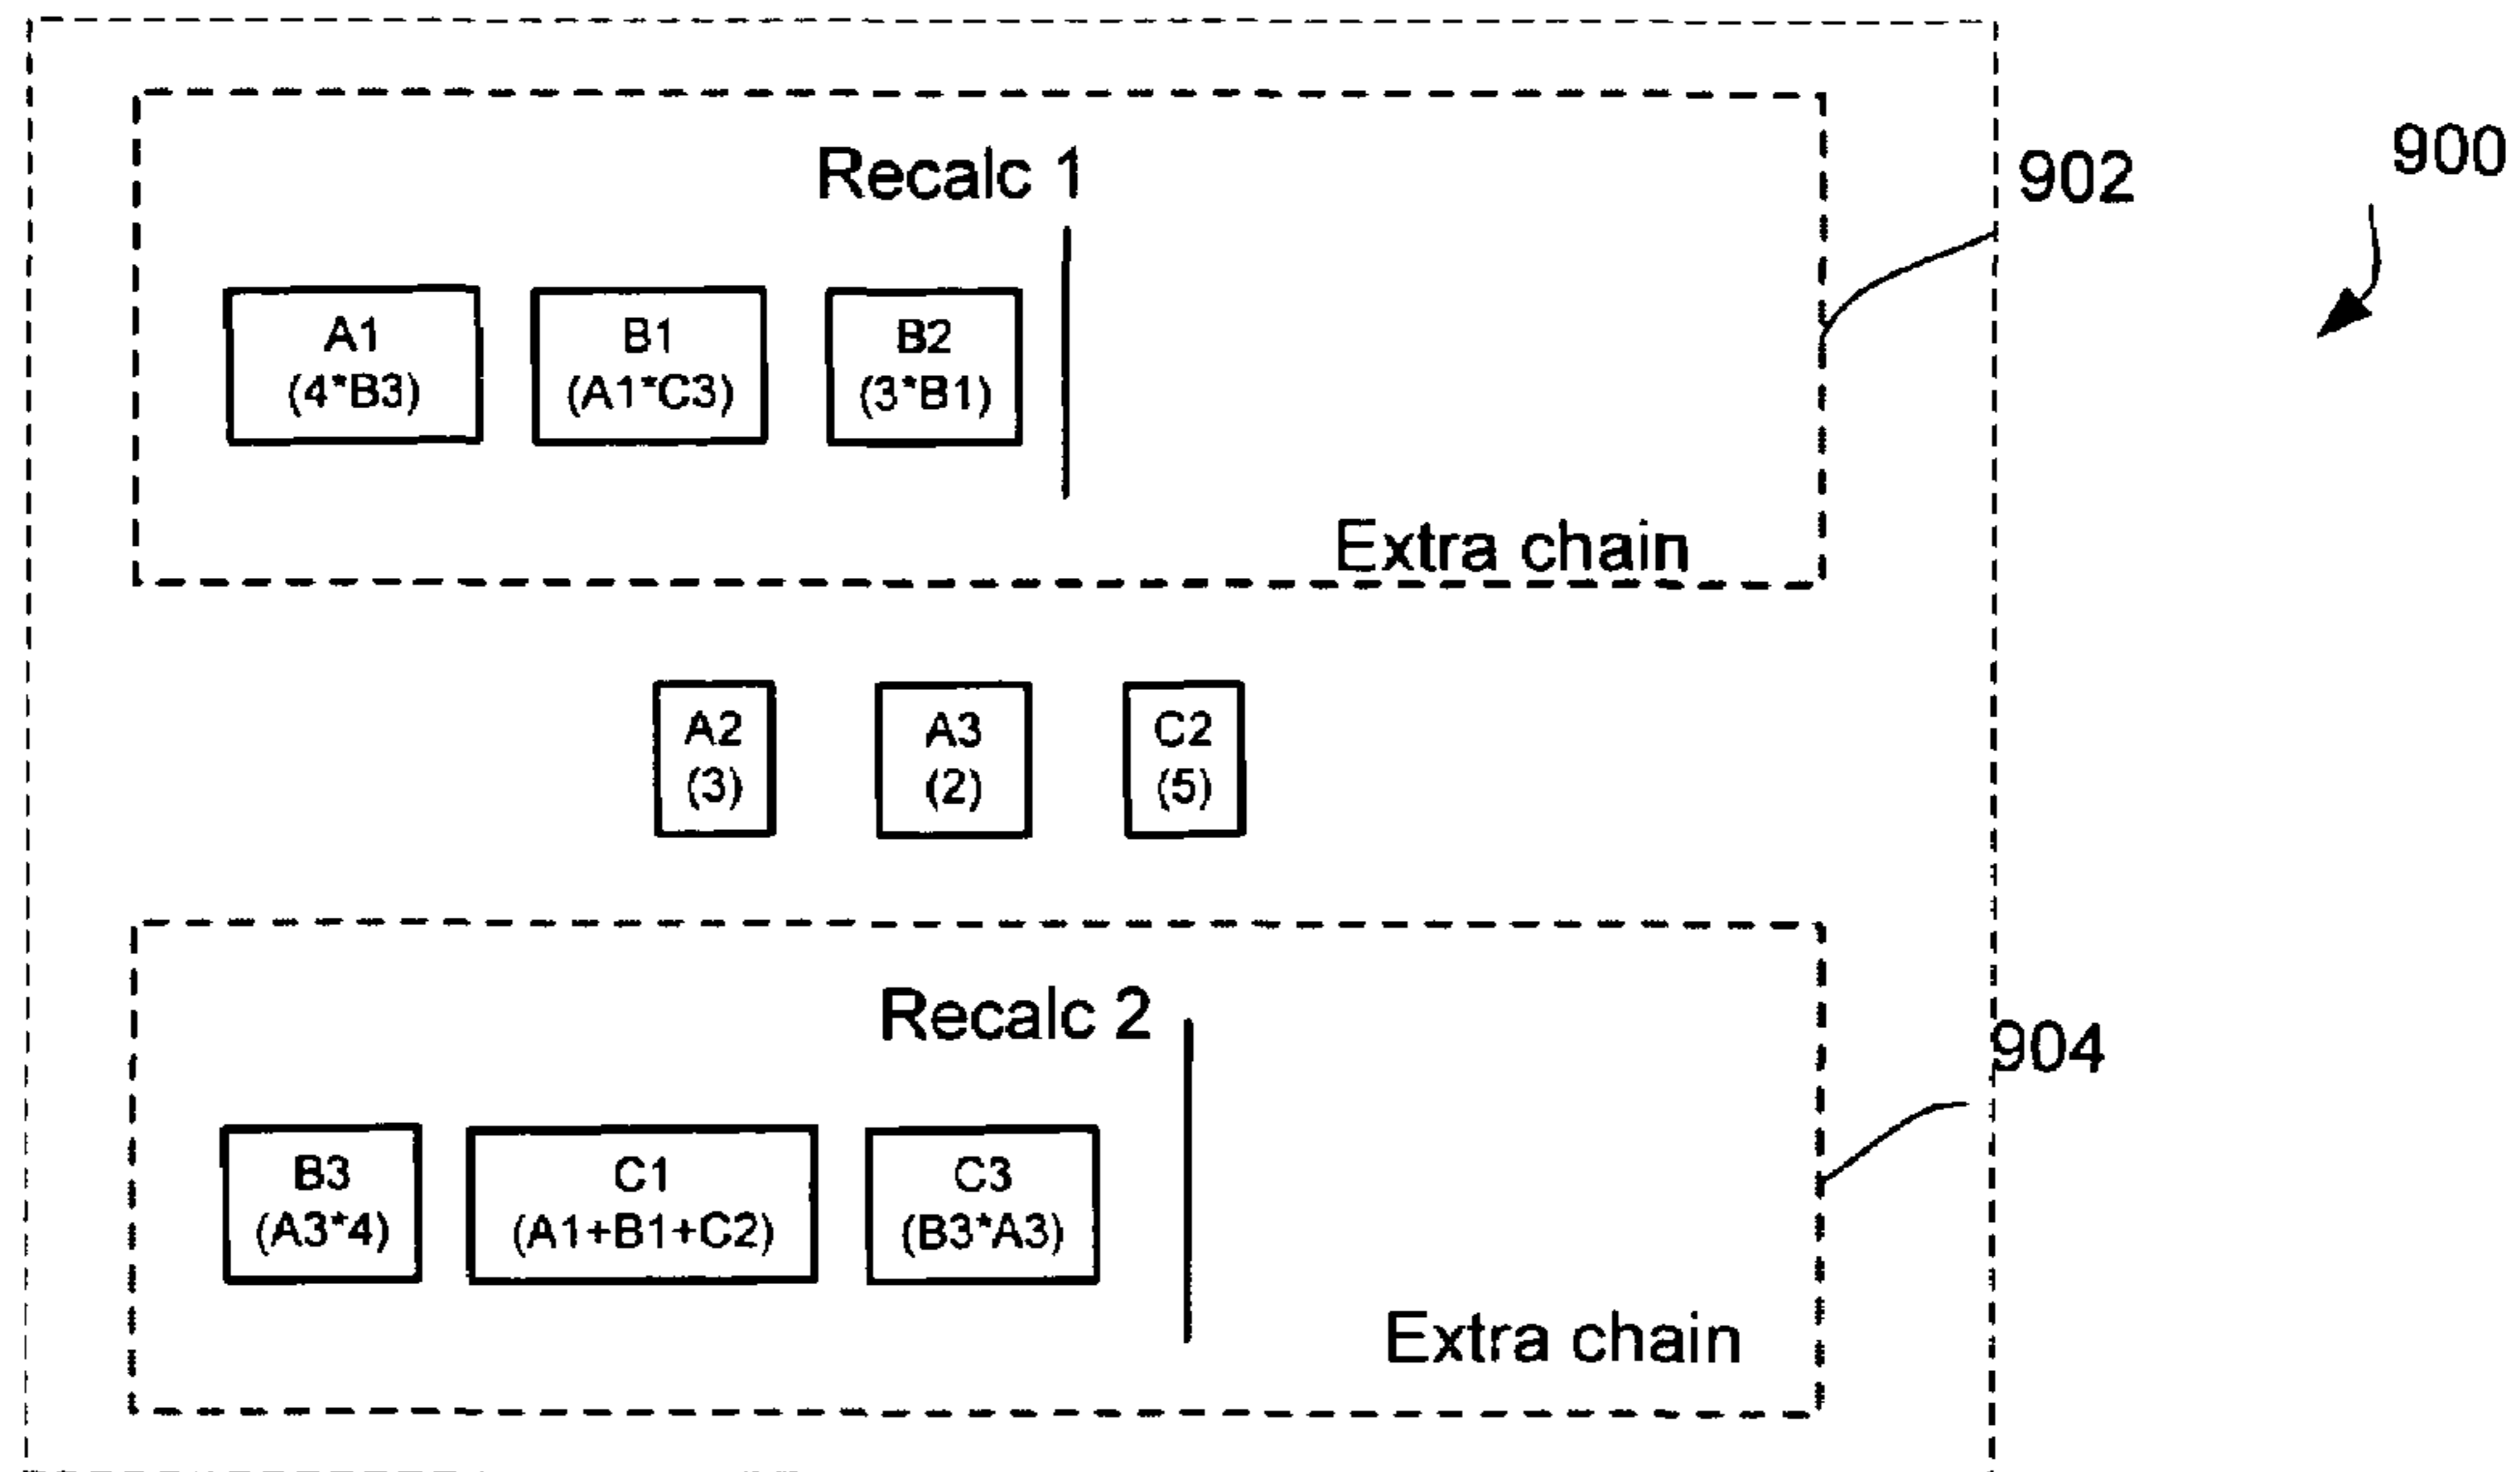 900
902
Recalc 1
A1
(4*B3)
B1
(A1*C3)
B2
(3*B1)
Extra chain
A2
(3)
A3
(2)
C2
(5)
Recalc 2
904
B3
(A3*4)
C1
(A1+B1+C2)
C3
(B3*A3)
Extra chain